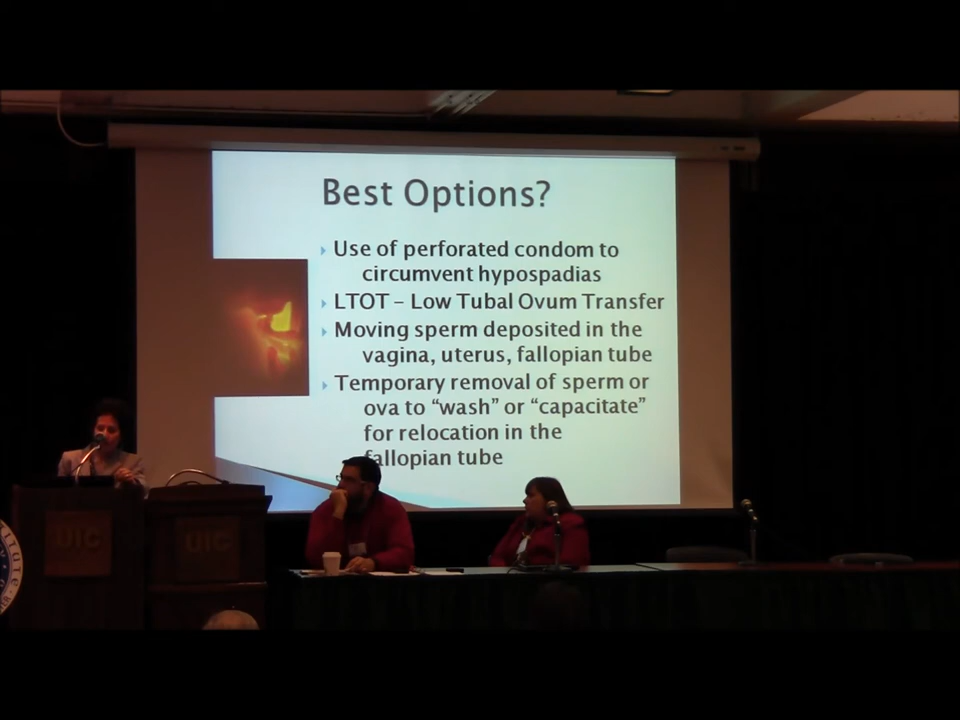 Best Options?
Use of perforated condom to
circumvent hypospadias
LTOT – Low Tubal Ovum Transfer
Moving sperm deposited in the
vagina, uterus, fallopian tube
Temporary removal of sperm or
ova to “wash” or “capacitate”
for relocation in the
fallopian tube
UIC
UIC